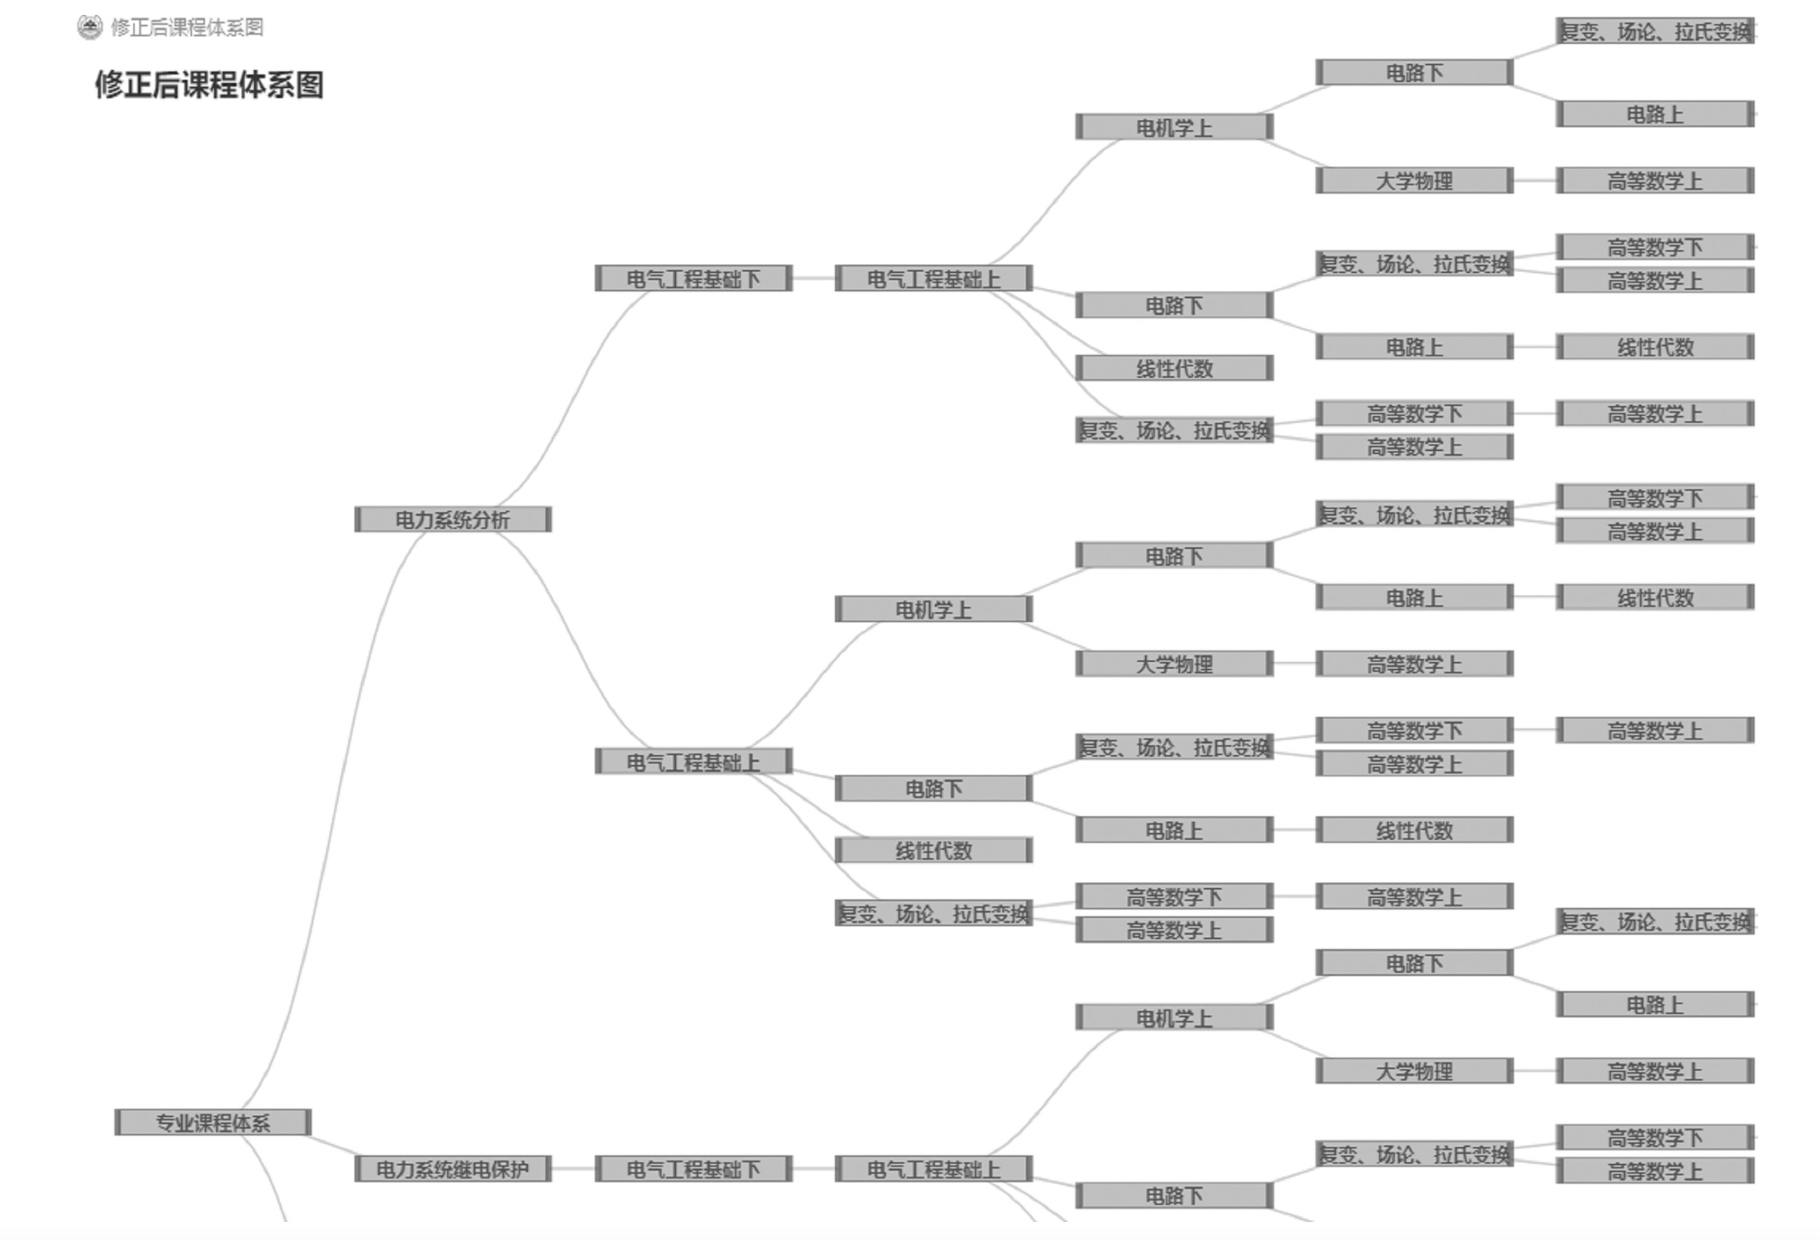 修正后课程体系图
修正后课程体系图
复变、场论、拉氏变换
电路下
电路上
电机学上
大学物理
高等数学上
高等数学下
复变、场论、拉氏变换
高等数学上
电气工程基础下
电气工程基础上
电路下
电路上
线性代数
线性代数
高等数学下
高等数学上
复变、场论、拉氏变换
高等数学上
高等数学下
复变、场论、拉氏变换
电力系统分析
高等数学上
电路下
电路上
线性代数
电机学上
大学物理
高等数学上
高等数学下
高等数学上
复变、场论、拉氏变换
电气工程基础上
高等数学上
电路下
电路上
线性代数
线性代数
高等数学下
高等数学上
复变、场论、拉氏变换
复变、场论、拉氏变换
高等数学上
电路下
电路上
电机学上
大学物理
高等数学上
专业课程体系
高等数学下
复变、场论、拉氏变换
电力系统继电保护
电气工程基础下
电气工程基础上
高等数学上
电路下